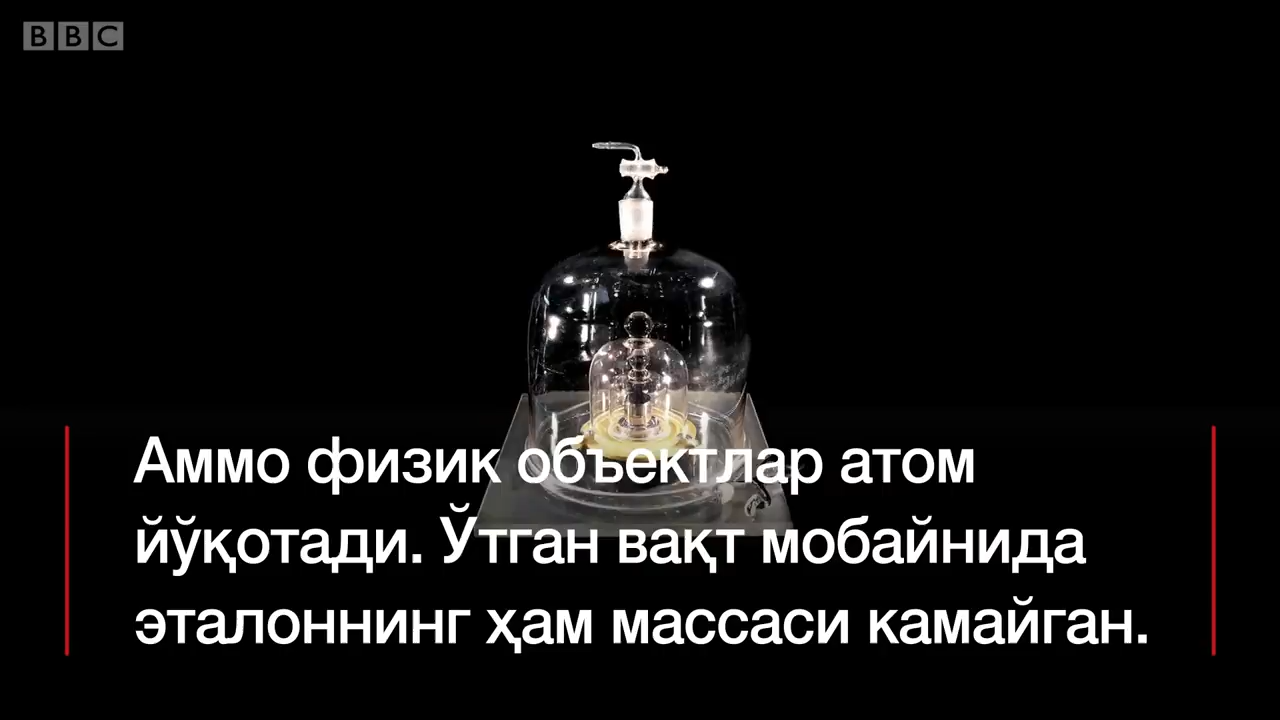 BBC
Аммо физик объектлар атом
йўқотади. Ўтган вақт мобайнида
эталоннинг ҳам массаси камайган.